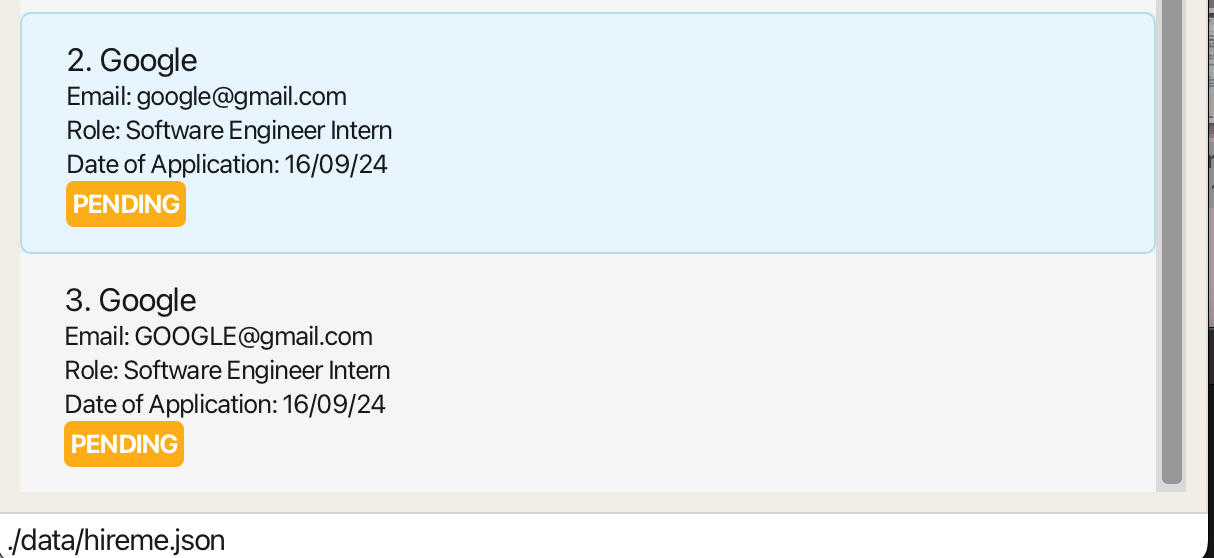 2. Google
Email: google@gmail.com
Role: Software Engineer Intern
Date of Application: 16/09/24
PENDING
3. Google
Email: GOOGLE@gmail.com
Role: Software Engineer Intern
Date of Application: 16/09/24
PENDING
./data/hireme.json